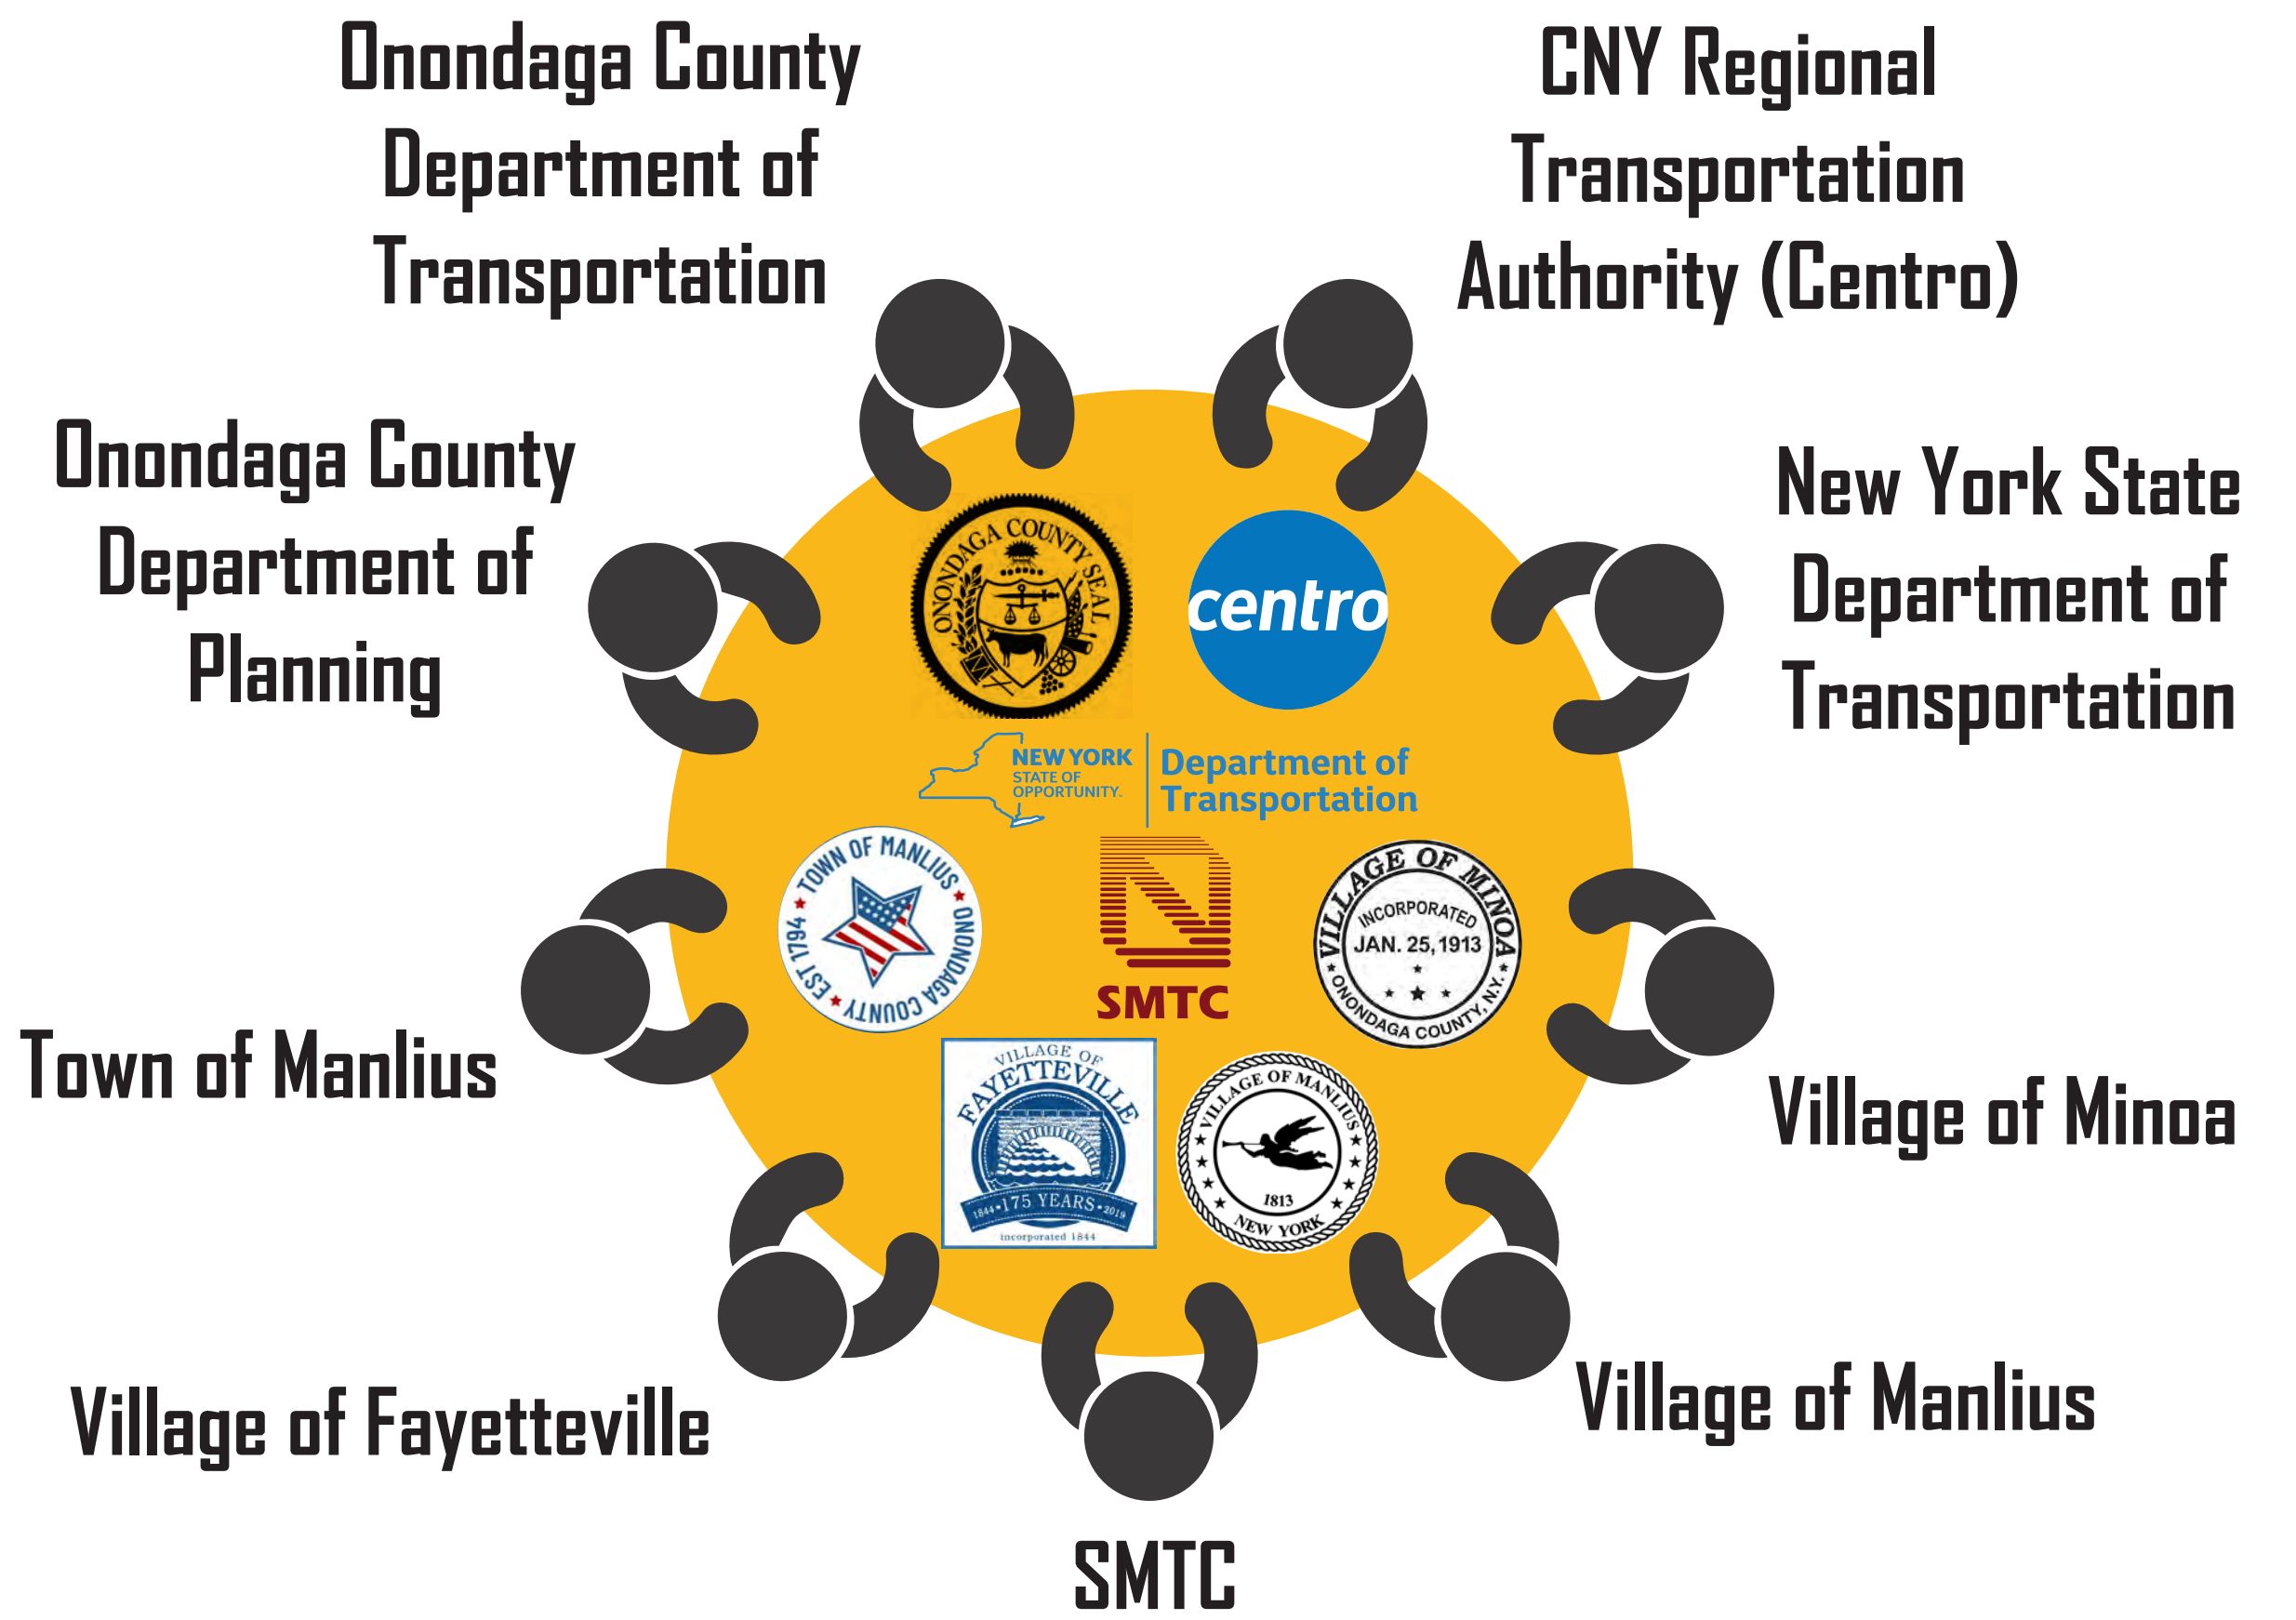 Onondaga County
Department of
Transportation
CNY Regional
Transportation
Authority (Centro)
Onondaga County
Department of
Planning
New York State
Department of
Transportation
ONONDAGA COUNTY SEAL
centro
NEW YORK
STATE OF
OPPORTUNITY™
Department of
Transportation
TOWN OF MANLIUS
ONONDAGA COUNTY
EST 1794
SMTC
VILLAGE OF MINOA
INCORPORATED
JAN. 25, 1913
ONONDAGA COUNTY, N.Y.
Town of Manlius
Village of Minoa
VILLAGE OF
FAYETTEVILLE
1844 • 175 YEARS • 2019
incorporated 1844
VILLAGE OF MANLIUS
1813
NEW YORK
Village of Fayetteville
Village of Manlius
SMTC